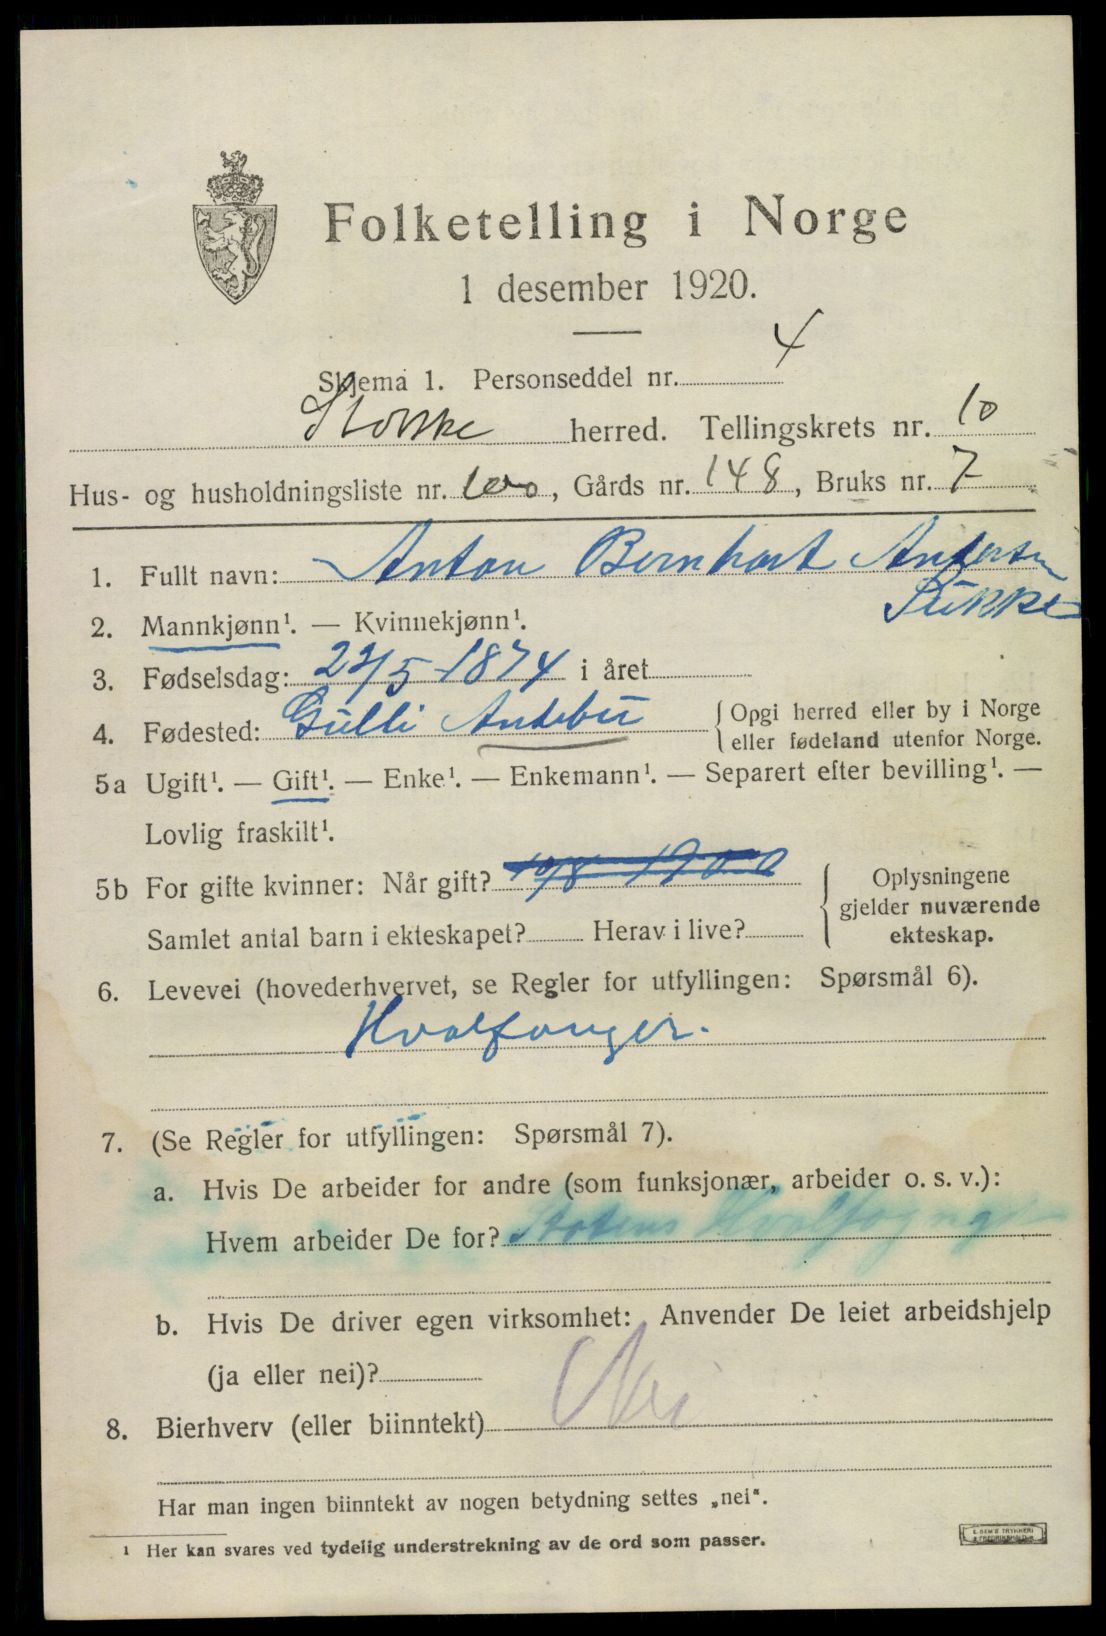 Folketelling i Norge
1 desember 1920.
Skjema 1. Personseddel nr. 4
Stokke herred. Tellingskrets nr. 10
Hus- og husholdningsliste nr. 100, Gårds nr. 148, Bruks nr. 7
1. Fullt navn: Anton Bernhart Andersen
2. Mannkjønn¹. — Kvinnekjønn¹.
3. Fødselsdag: 22/5 1874 i året
4. Fødested: Gulli Andebu { Opgi herred eller by i Norge
eller fødeland utenfor Norge.
5a Ugift¹. — Gift¹. — Enke¹. — Enkemann¹. — Separert efter bevilling¹. —
Lovlig fraskilt¹.
5b For gifte kvinner: Når gift? 10/8 1900 { Oplysningene
gjelder nuværende
ekteskap.
Samlet antal barn i ekteskapet? Herav i live?
6. Levevei (hovederhvervet, se Regler for utfyllingen: Spørsmål 6).
Hvalfanger.
7. (Se Regler for utfyllingen: Spørsmål 7).
a. Hvis De arbeider for andre (som funksjonær, arbeider o. s. v.):
Hvem arbeider De for?
b. Hvis De driver egen virksomhet: Anvender De leiet arbeidshjelp
(ja eller nei)?
8. Bierhverv (eller biinntekt) Nei
Har man ingen biinntekt av nogen betydning settes „nei".
¹ Her kan svares ved tydelig understrekning av de ord som passer.